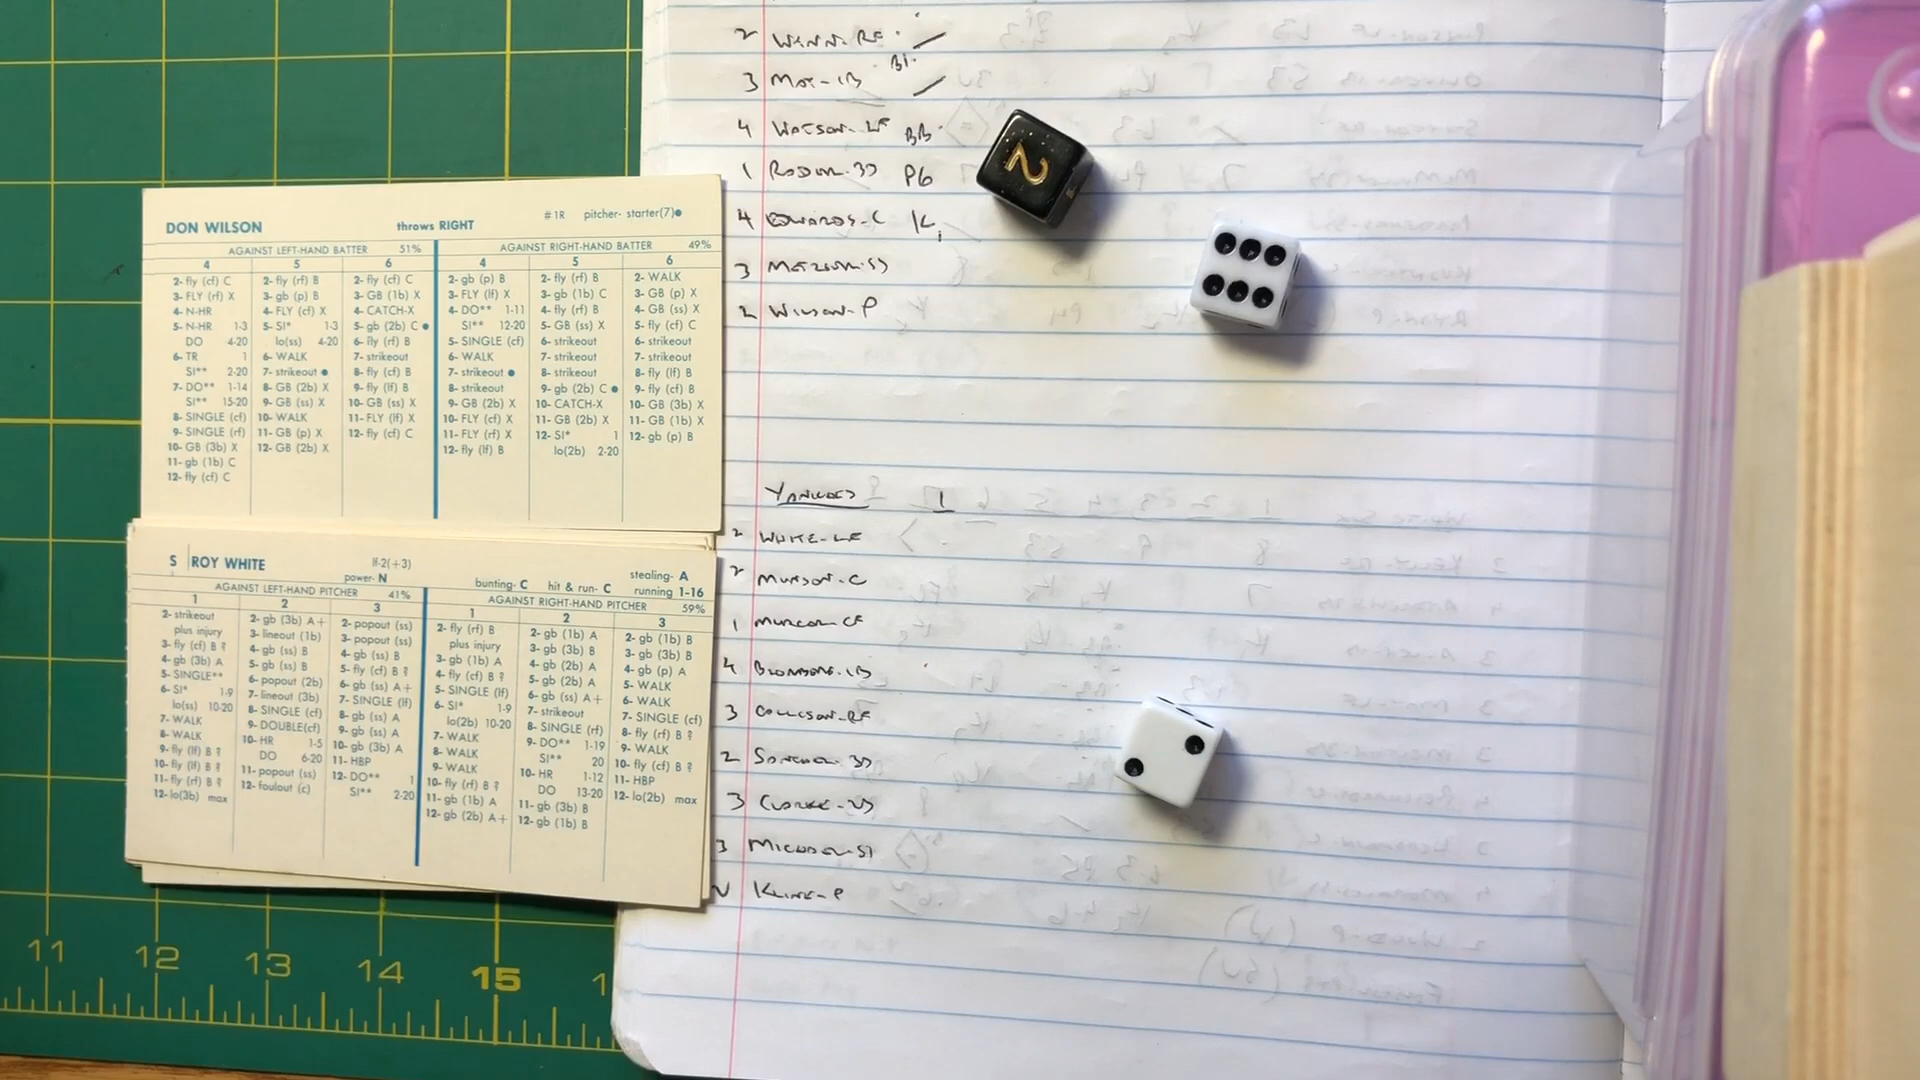 DON WILSON throws RIGHT #1R pitcher- starter(7)●
AGAINST LEFT-HAND BATTER 51%
4 5 6
2- fly (cf) C 2- fly (rf) B 2- fly (cf) C
3- FLY (rf) X 3- gb (p) B 3- GB (1b) X
4- N-HR 4- FLY (cf) X 4- CATCH-X
5- N-HR 1-3 5- SI* 1-3 5- gb (2b) C ●
DO 4-20 lo(ss) 4-20 6- fly (rf) B
6- TR 1 6- WALK 7- strikeout
SI** 2-20 7- strikeout ● 8- fly (cf) B
7- DO** 1-14 8- GB (2b) X 9- fly (lf) B
SI** 15-20 9- GB (ss) X 10- GB (ss) X
8- SINGLE (cf) 10- WALK 11- FLY (lf) X
9- SINGLE (rf) 11- GB (p) X 12- fly (cf) C
10- GB (3b) X 12- GB (2b) X
11- gb (1b) C
12- fly (cf) C
AGAINST RIGHT-HAND BATTER 49%
4 5 6
2- gb (p) B 2- fly (rf) B 2- WALK
3- FLY (lf) X 3- gb (1b) C 3- GB (p) X
4- DO** 1-11 4- fly (rf) B 4- GB (ss) X
SI** 12-20 5- GB (ss) X 5- fly (cf) C
5- SINGLE (cf) 6- strikeout 6- strikeout
6- WALK 7- strikeout 7- strikeout
7- strikeout ● 8- strikeout 8- fly (lf) B
8- strikeout 9- gb (2b) C ● 9- fly (cf) B
9- GB (2b) X 10- CATCH-X 10- GB (3b) X
10- FLY (cf) X 11- GB (2b) X 11- GB (1b) X
11- FLY (rf) X 12- SI* 1 12- gb (p) B
12- fly (lf) B lo(2b) 2-20
S ROY WHITE lf-2(+3)
power- N bunting- C hit & run- C stealing- A
running 1-16
AGAINST LEFT-HAND PITCHER 41%
1 2 3
2- strikeout 2- gb (3b) A+ 2- popout (ss)
plus injury 3- lineout (1b) 3- popout (ss)
3- fly (cf) B ? 4- gb (ss) B 4- gb (ss) B
4- gb (3b) A 5- gb (ss) B 5- fly (cf) B ?
5- SINGLE** 6- popout (2b) 6- gb (ss) A+
6- SI* 1-9 7- lineout (3b) 7- SINGLE (lf)
lo(ss) 10-20 8- SINGLE (cf) 8- gb (ss) A
7- WALK 9- DOUBLE(cf) 9- gb (ss) A
8- WALK 10- HR 1-5 10- gb (3b) A
9- fly (lf) B ? DO 6-20 11- HBP
10- fly (lf) B ? 11- popout (ss) 12- DO** 1
11- fly (rf) B ? 12- foulout (c) SI** 2-20
12- lo(3b) max
AGAINST RIGHT-HAND PITCHER 59%
1 2 3
2- fly (rf) B 2- gb (1b) A 2- gb (1b) B
plus injury 3- gb (3b) B 3- gb (3b) B
3- gb (1b) A 4- gb (2b) A 4- gb (p) A
4- fly (cf) B ? 5- gb (2b) A 5- WALK
5- SINGLE (lf) 6- gb (ss) A+ 6- WALK
6- SI* 1-9 7- strikeout 7- SINGLE (cf)
lo(2b) 10-20 8- SINGLE (rf) 8- fly (rf) B ?
7- WALK 9- DO** 1-19 9- WALK
8- WALK SI** 20 10- fly (cf) B ?
9- WALK 10- HR 1-12 11- HBP
10- fly (rf) B ? DO 13-20 12- lo(2b) max
11- gb (1b) A 11- gb (3b) B
12- gb (2b) A+ 12- gb (1b) B
11 12 13 14 15 1
2 WYNN-RF
3 MAY-1B
4 WATSON-LF BB
1 P6
4 EDWARDS-C K
3 METZGER-SS
2 WILSON-P
YANKEES 1
2 WHITE-LF
2 MUNSON-C
1 MURCER-CF
4 BLOMBERG-1B
3 CALLISON-RF
2 SANCHEZ-3B
3 CLARKE-2B
3 MICHAEL-SS
2 KLINE-P
2